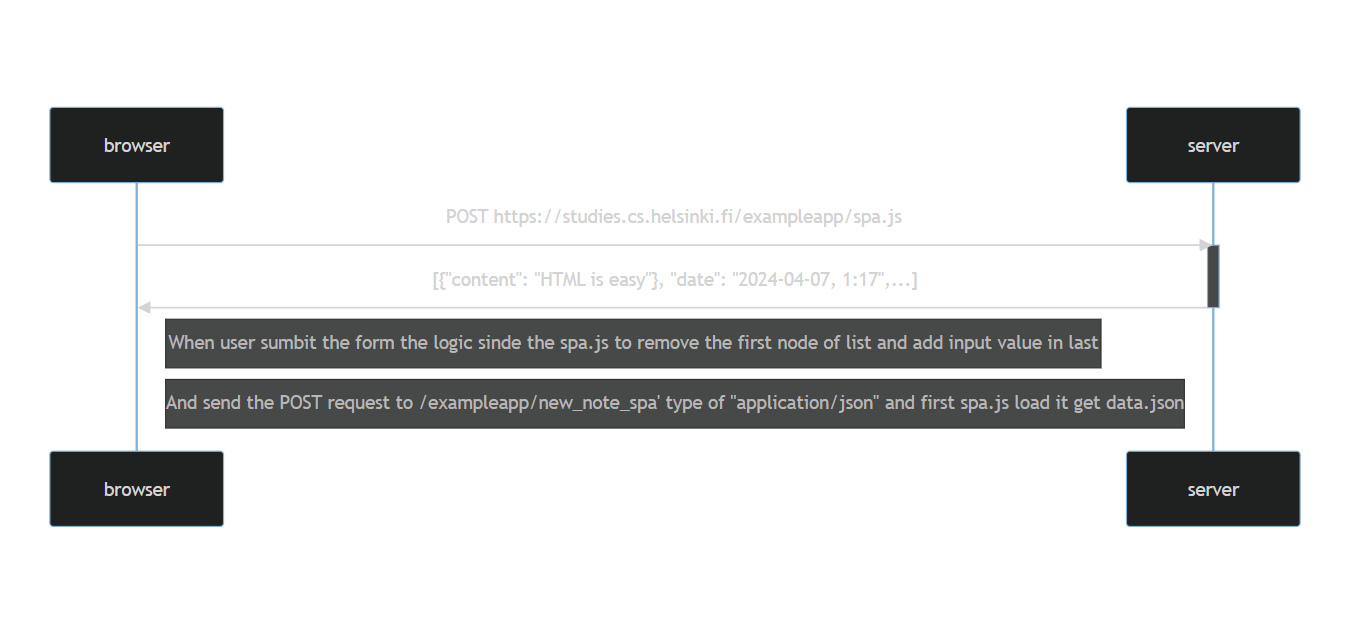 browser
server
POST https://studies.cs.helsinki.fi/exampleapp/spa.js
[{"content": "HTML is easy"}, "date": "2024-04-07, 1:17",...]
When user sumbit the form the logic sinde the spa.js to remove the first node of list and add input value in last
And send the POST request to /exampleapp/new_note_spa' type of "application/json" and first spa.js load it get data.json
browser
server